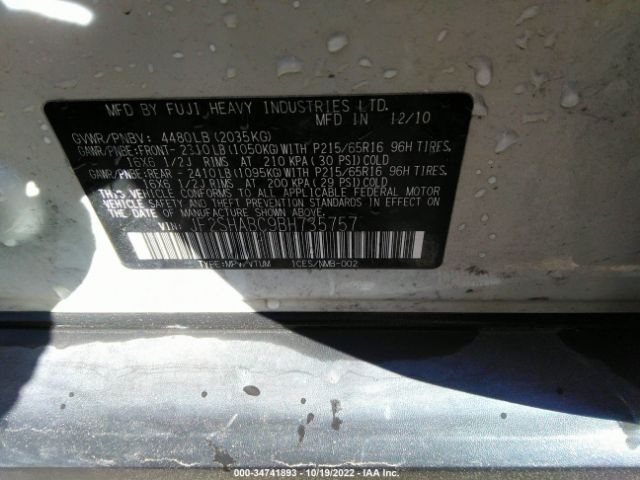 MFD BY FUJI HEAVY INDUSTRIES LTD.
MFD IN 12/10
GVWR/PNBV: 4480LB(2035KG)
GAWR/PNBE:FRONT- 2310LB(1050KG)WITH P215/65R16 96H TIRES,
- 16X6 1/2J RIMS AT 210 KPA(30 PSI)COLD
GAWR/PNBE:REAR - 2410LB(1095KG)WITH P215/65R16 96H TIRES,
- 16X6 1/2J RIMS AT 200 KPA(29 PSI)COLD
THIS VEHICLE CONFORMS TO ALL APPLICABLE FEDERAL MOTOR
VEHICLE SAFETY AND THEFT PREVENTION STANDARDS IN EFFECT
ON THE DATE OF MANUFACTURE SHOWN ABOVE.
VIN: JF2SHABC9BH735757
TYPE:MPV/VTUM ICES/NMB-002
000-34741893 - 10/19/2022 - IAA Inc.